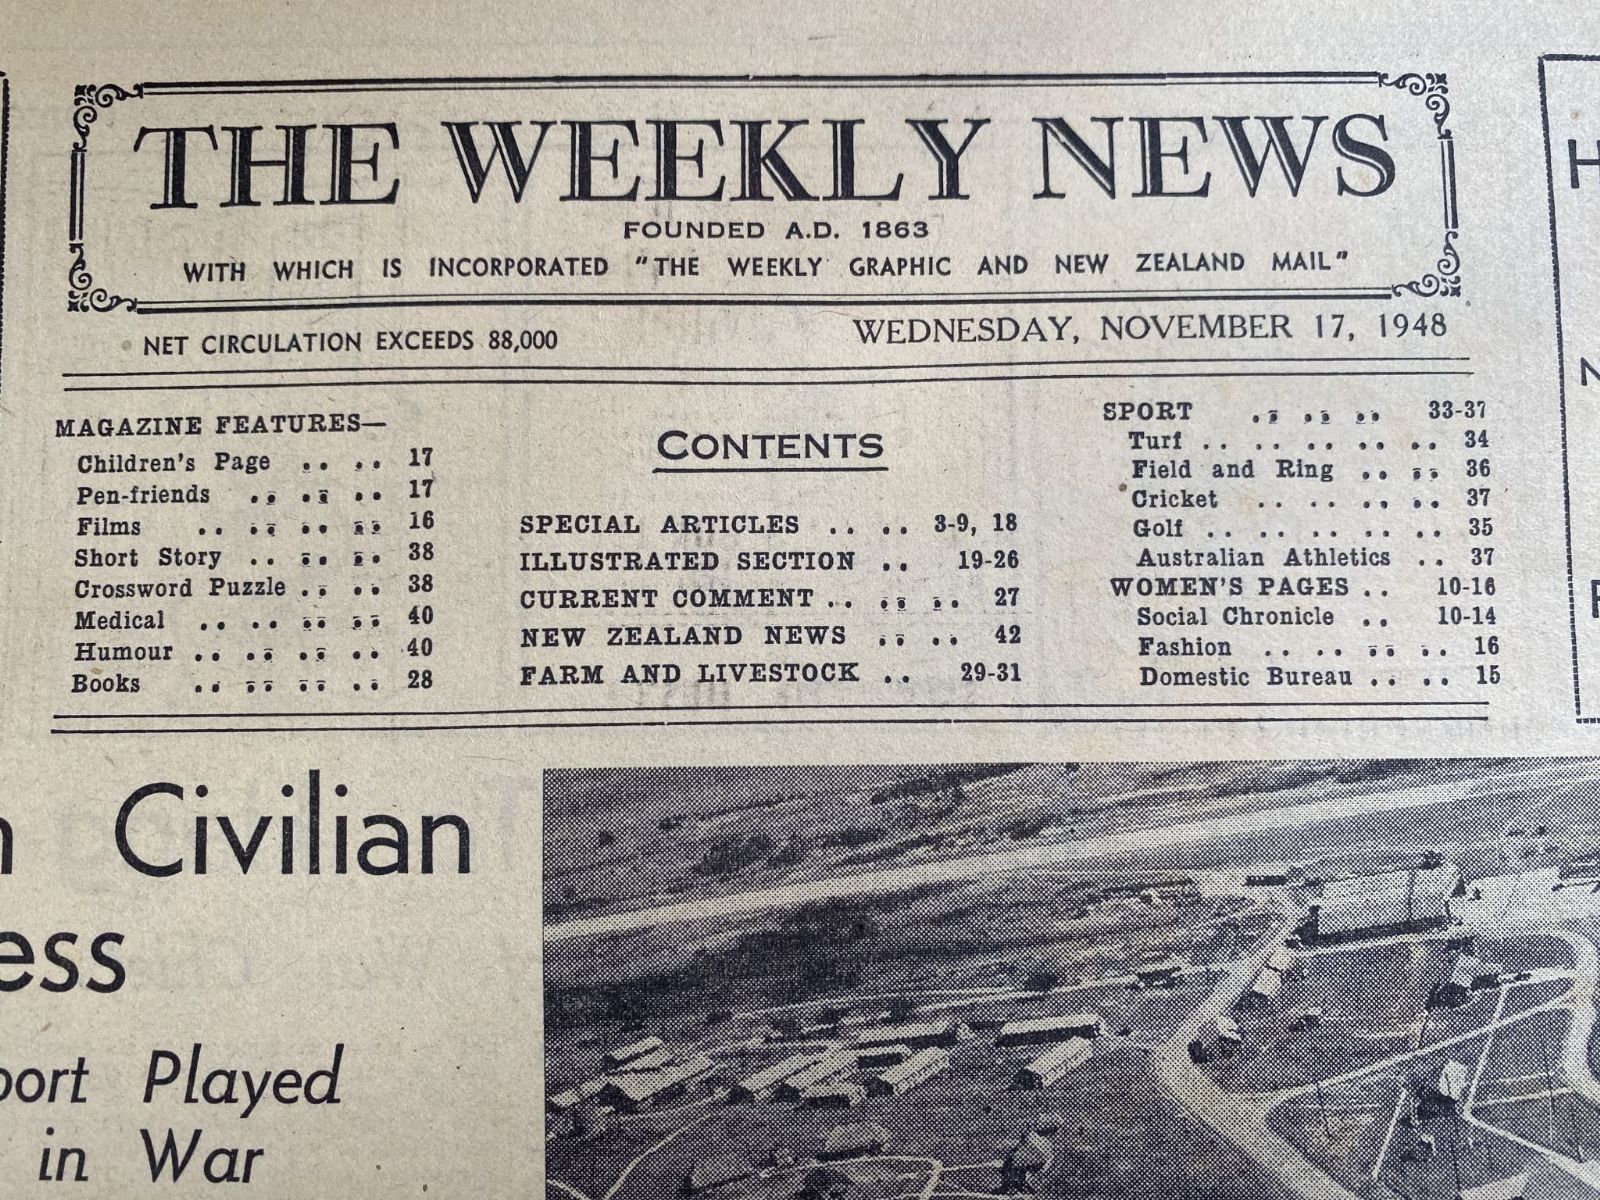 THE WEEKLY NEWS
FOUNDED A.D. 1863
WITH WHICH IS INCORPORATED "THE WEEKLY GRAPHIC AND NEW ZEALAND MAIL"
NET CIRCULATION EXCEEDS 88,000
WEDNESDAY, NOVEMBER 17, 1948
MAGAZINE FEATURES—
Children's Page .. .. 17
Pen-friends .. .. .. 17
Films .. .. .. .. 16
Short Story .. .. .. 38
Crossword Puzzle .. .. 38
Medical .. .. .. .. 40
Humour .. .. .. .. 40
Books .. .. .. .. 28
CONTENTS
SPECIAL ARTICLES .. .. 3-9, 18
ILLUSTRATED SECTION .. 19-26
CURRENT COMMENT .. .. .. 27
NEW ZEALAND NEWS .. .. 42
FARM AND LIVESTOCK .. 29-31
SPORT .. .. .. 33-37
Turf .. .. .. .. .. 34
Field and Ring .. .. 36
Cricket .. .. .. .. 37
Golf .. .. .. .. .. 35
Australian Athletics .. 37
WOMEN'S PAGES .. 10-16
Social Chronicle .. 10-14
Fashion .. .. .. .. 16
Domestic Bureau .. .. 15
Civilian
ess
port Played
in War